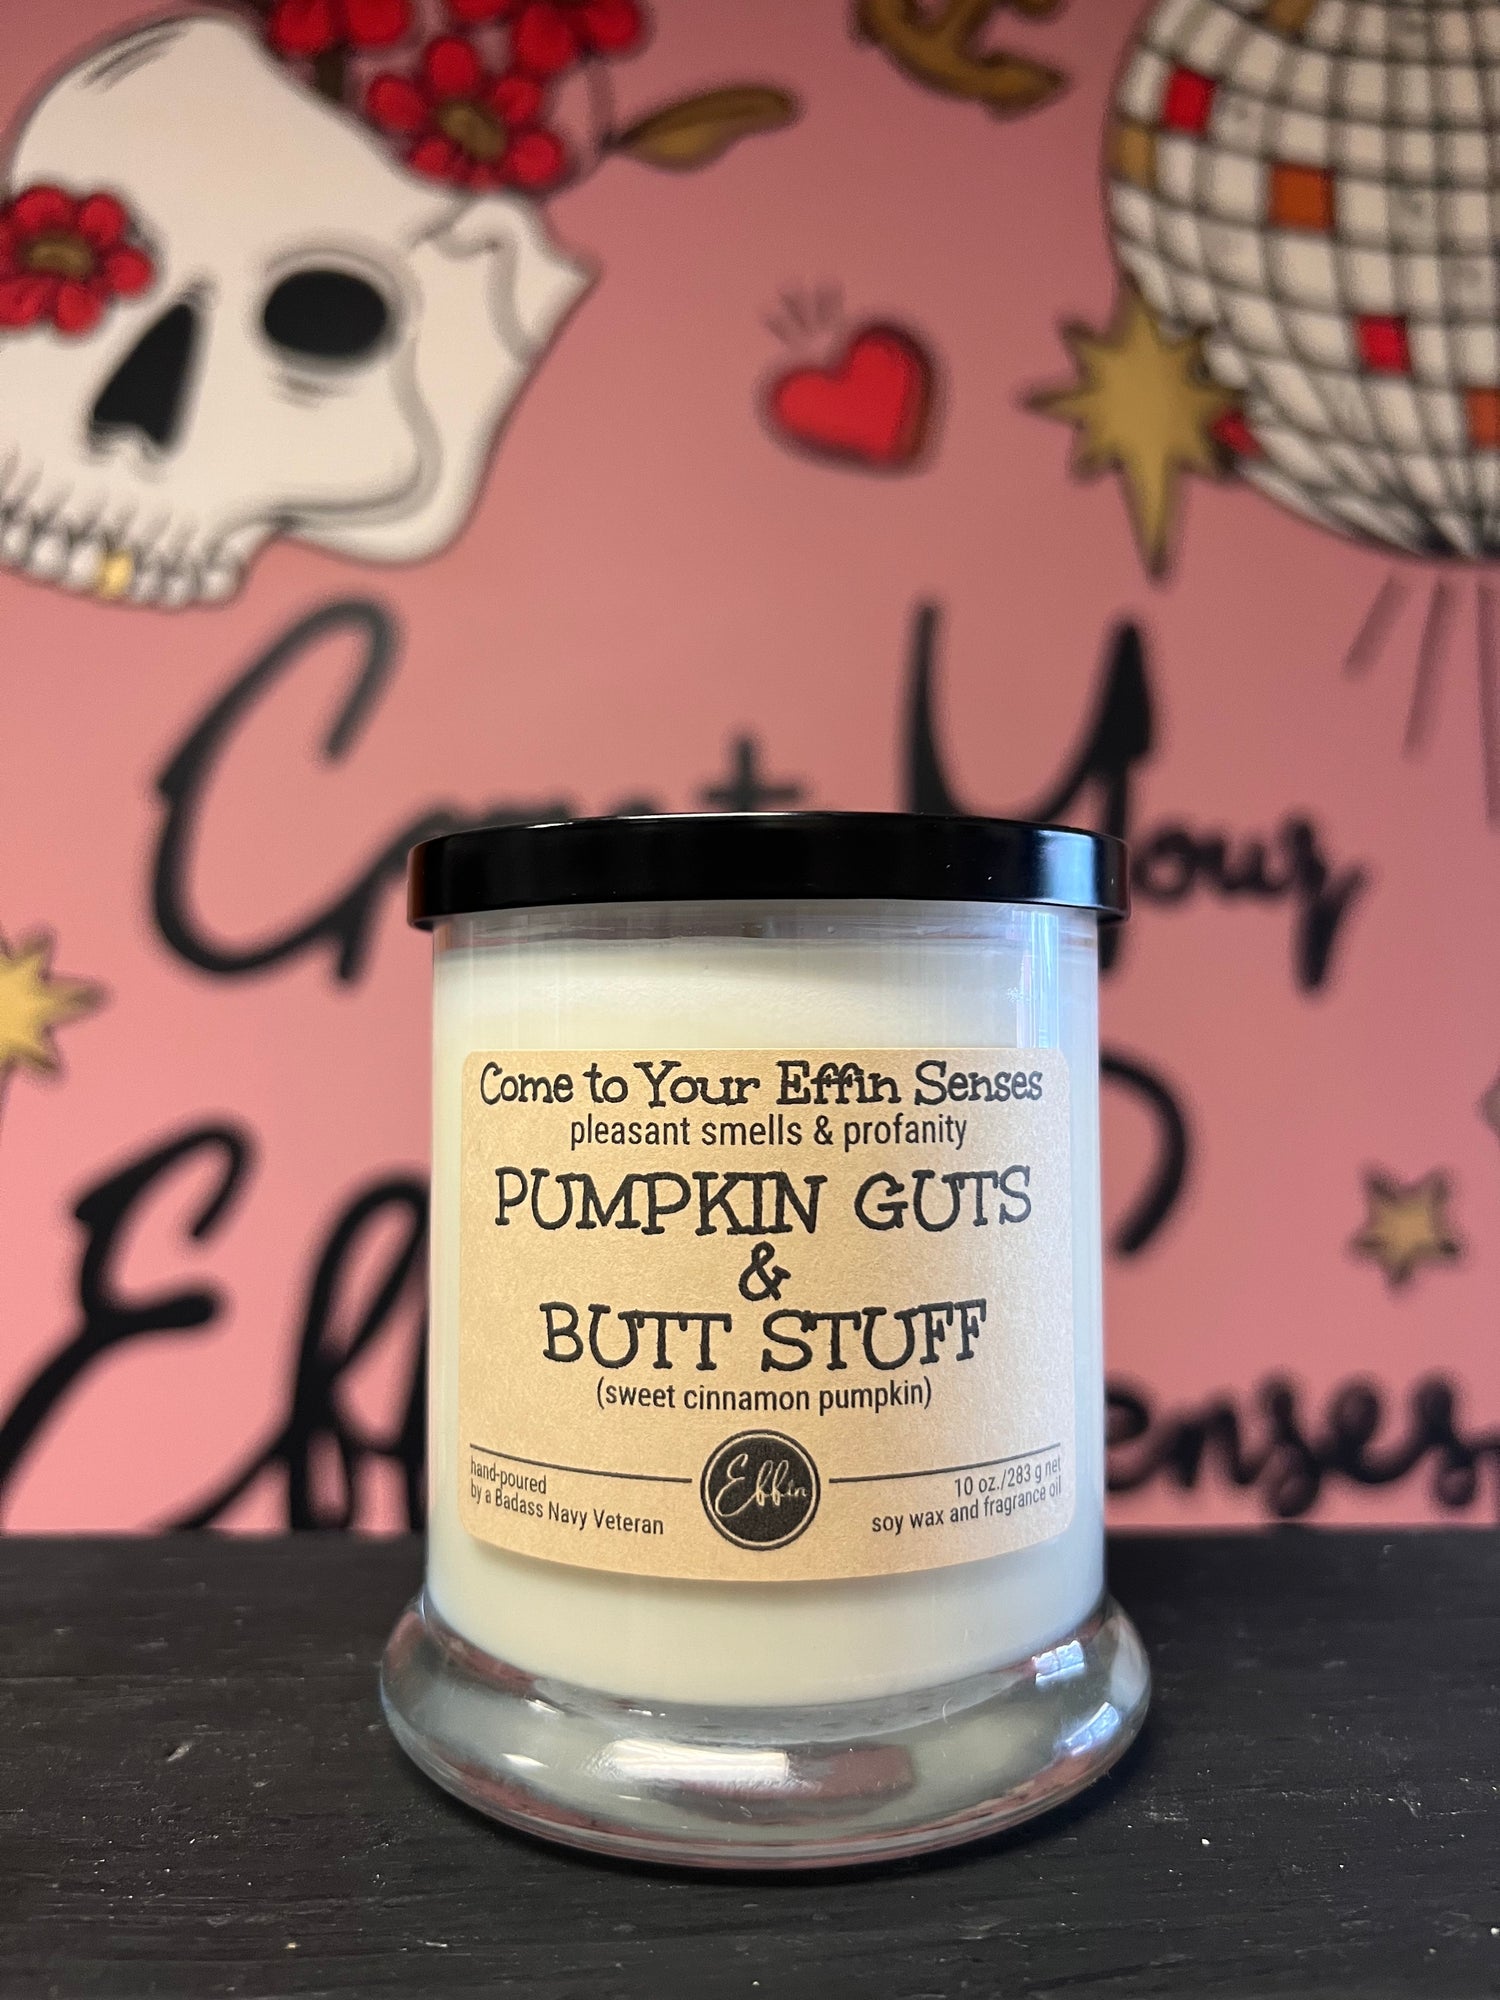 Your
Come to Your Effin Senses
pleasant smells & profanity
PUMPKIN GUTS
&
BUTT STUFF
(sweet cinnamon pumpkin)
hand-poured
by a Badass Navy Veteran
Effin
10 oz./283 g net
soy wax and fragrance oil